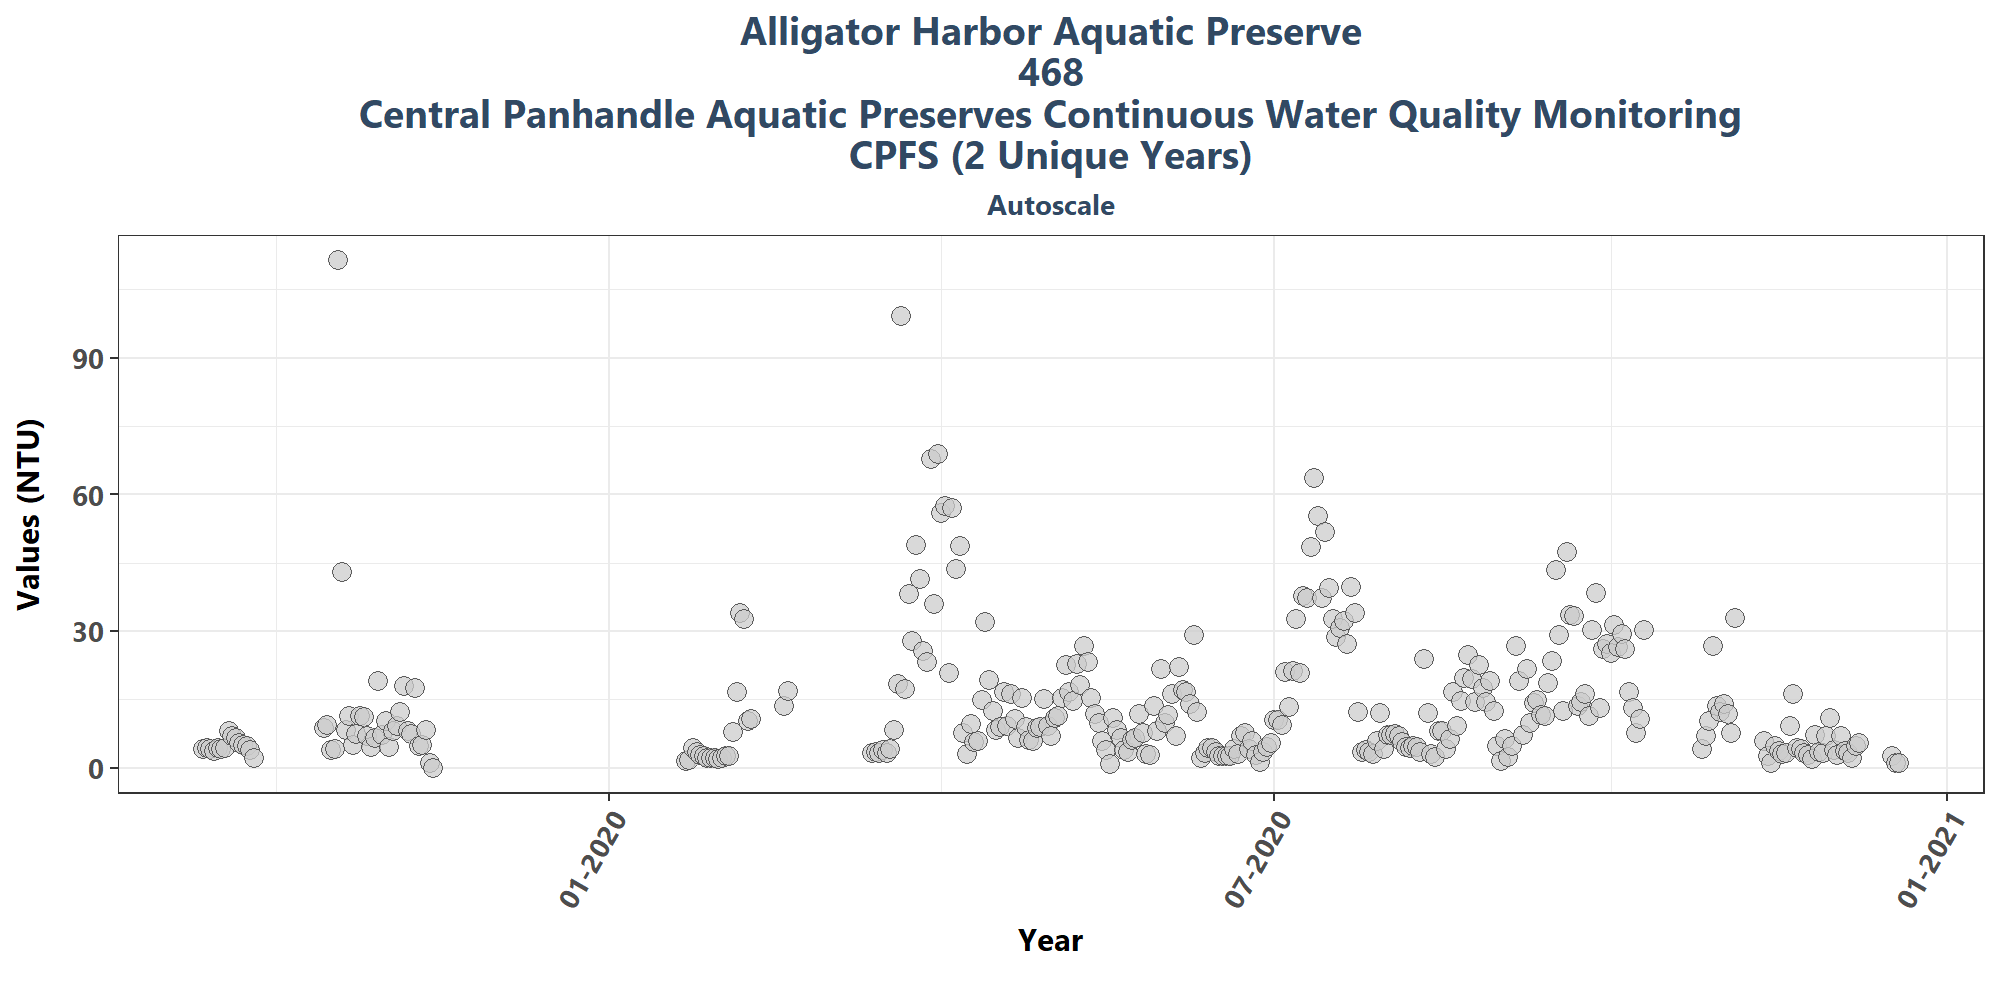 Alligator Harbor Aquatic Preserve
468
Central Panhandle Aquatic Preserves Continuous Water Quality Monitoring
CPFS (2 Unique Years)
Autoscale
Values (NTU)
90
60
30
0
01-2020
07-2020
01-2021
Year